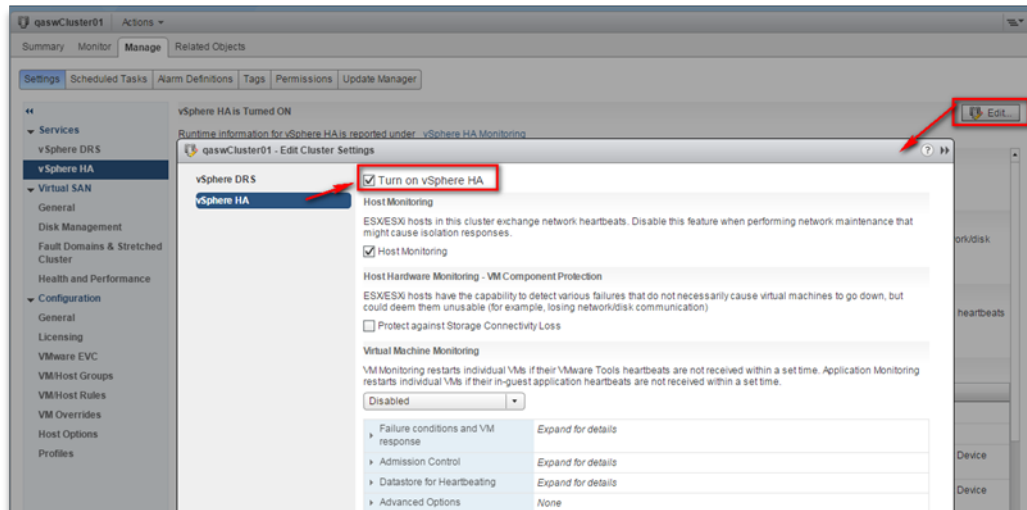 qaswCluster01 Actions
Summary Monitor Manage Related Objects
Settings Scheduled Tasks Alarm Definitions Tags Permissions Update Manager
vSphere HA is Turned ON
Edit...
Runtime information for vSphere HA is reported under vSphere HA Monitoring
Services
vSphere DRS
vSphere HA
Virtual SAN
General
Disk Management
Fault Domains & Stretched
Cluster
Health and Performance
Configuration
General
Licensing
VMware EVC
VM/Host Groups
VM/Host Rules
VM Overrides
Host Options
Profiles
qaswCluster01 - Edit Cluster Settings
vSphere DRS
vSphere HA
Turn on vSphere HA
Host Monitoring
ESX/ESXi hosts in this cluster exchange network heartbeats. Disable this feature when performing network maintenance that
might cause isolation responses.
Host Monitoring
Host Hardware Monitoring - VM Component Protection
ESX/ESXi hosts have the capability to detect various failures that do not necessarily cause virtual machines to go down, but
could deem them unusable (for example, losing network/disk communication)
Protect against Storage Connectivity Loss
Virtual Machine Monitoring
VM Monitoring restarts individual VMs if their VMware Tools heartbeats are not received within a set time. Application Monitoring
restarts individual VMs if their in-guest application heartbeats are not received within a set time.
Disabled
Failure conditions and VM
response
Expand for details
Admission Control Expand for details
Datastore for Heartbeating Expand for details
Advanced Options None
ork/disk
heartbeats
Device
Device